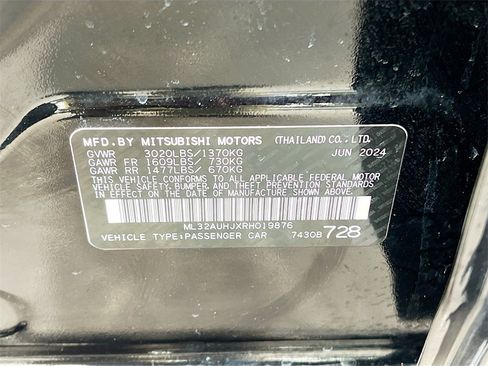 MFD.BY MITSUBISHI MOTORS (THAILAND) CO., LTD.
GVWR 3020LBS/1370KG JUN 2024
GAWR FR 1609LBS/ 730KG
GAWR RR 1477LBS/ 670KG
THIS VEHICLE CONFORMS TO ALL
APPLICABLE FEDERAL MOTOR
VEHICLE SAFETY, BUMPER, AND
THEFT PREVENTION STANDARDS
IN EFFECT ON THE DATE OF
MANUFACTURE SHOWN ABOVE.
ML32AUHJXRH019876
VEHICLE TYPE:PASSENGER CAR 7430B 728